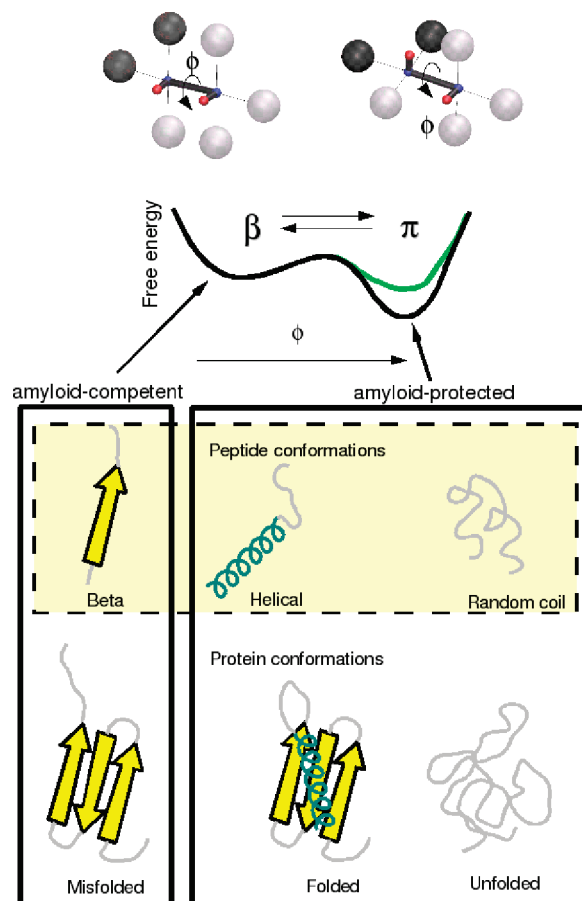 ϕ
ϕ
Free energy
β
π
ϕ
amyloid-competent
amyloid-protected
Peptide conformations
Beta
Helical
Random coil
Protein conformations
Misfolded
Folded
Unfolded